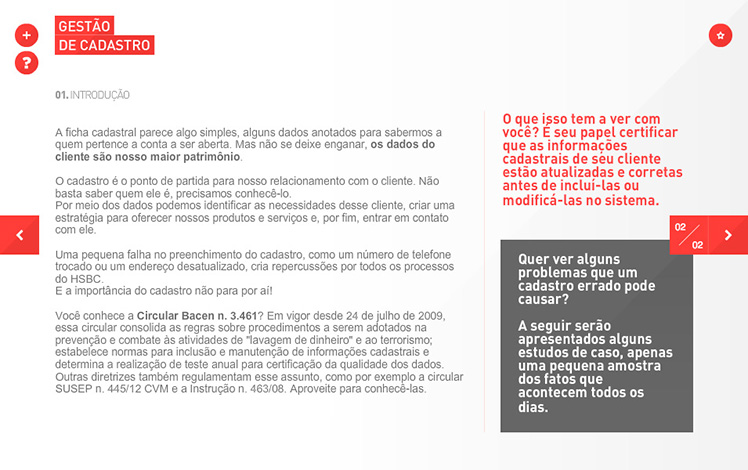 GESTÃO
DE CADASTRO
+
?
01. INTRODUÇÃO
A ficha cadastral parece algo simples, alguns dados anotados para sabermos a
quem pertence a conta a ser aberta. Mas não se deixe enganar, os dados do
cliente são nosso maior patrimônio.
O cadastro é o ponto de partida para nosso relacionamento com o cliente. Não
basta saber quem ele é, precisamos conhecê-lo.
Por meio dos dados podemos identificar as necessidades desse cliente, criar uma
estratégia para oferecer nossos produtos e serviços e, por fim, entrar em contato
com ele.
Uma pequena falha no preenchimento do cadastro, como um número de telefone
trocado ou um endereço desatualizado, cria repercussões por todos os processos
do HSBC.
E a importância do cadastro não para por aí!
Você conhece a Circular Bacen n. 3.461? Em vigor desde 24 de julho de 2009,
essa circular consolida as regras sobre procedimentos a serem adotados na
prevenção e combate às atividades de "lavagem de dinheiro" e ao terrorismo;
estabelece normas para inclusão e manutenção de informações cadastrais e
determina a realização de teste anual para certificação da qualidade dos dados.
Outras diretrizes também regulamentam esse assunto, como por exemplo a circular
SUSEP n. 445/12 CVM e a Instrução n. 463/08. Aproveite para conhecê-las.
O que isso tem a ver com
você? É seu papel certificar
que as informações
cadastrais de seu cliente
estão atualizadas e corretas
antes de incluí-las ou
modificá-las no sistema.
02/02
Quer ver alguns
problemas que um
cadastro errado pode
causar?
A seguir serão
apresentados alguns
estudos de caso, apenas
uma pequena amostra
dos fatos que
acontecem todos os
dias.